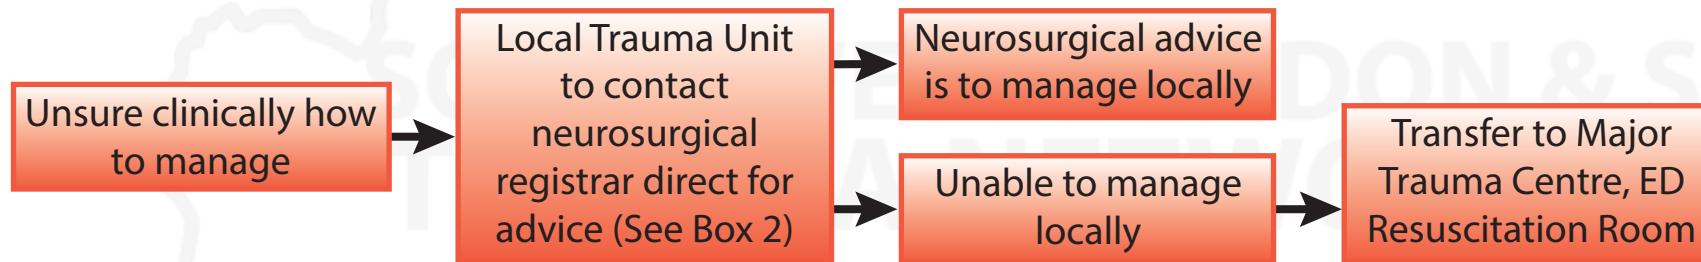 Unsure clinically how
to manage
Local Trauma Unit
to contact
neurosurgical
registrar direct for
advice (See Box 2)
Neurosurgical advice
is to manage locally
Unable to manage
locally
Transfer to Major
Trauma Centre, ED
Resuscitation Room